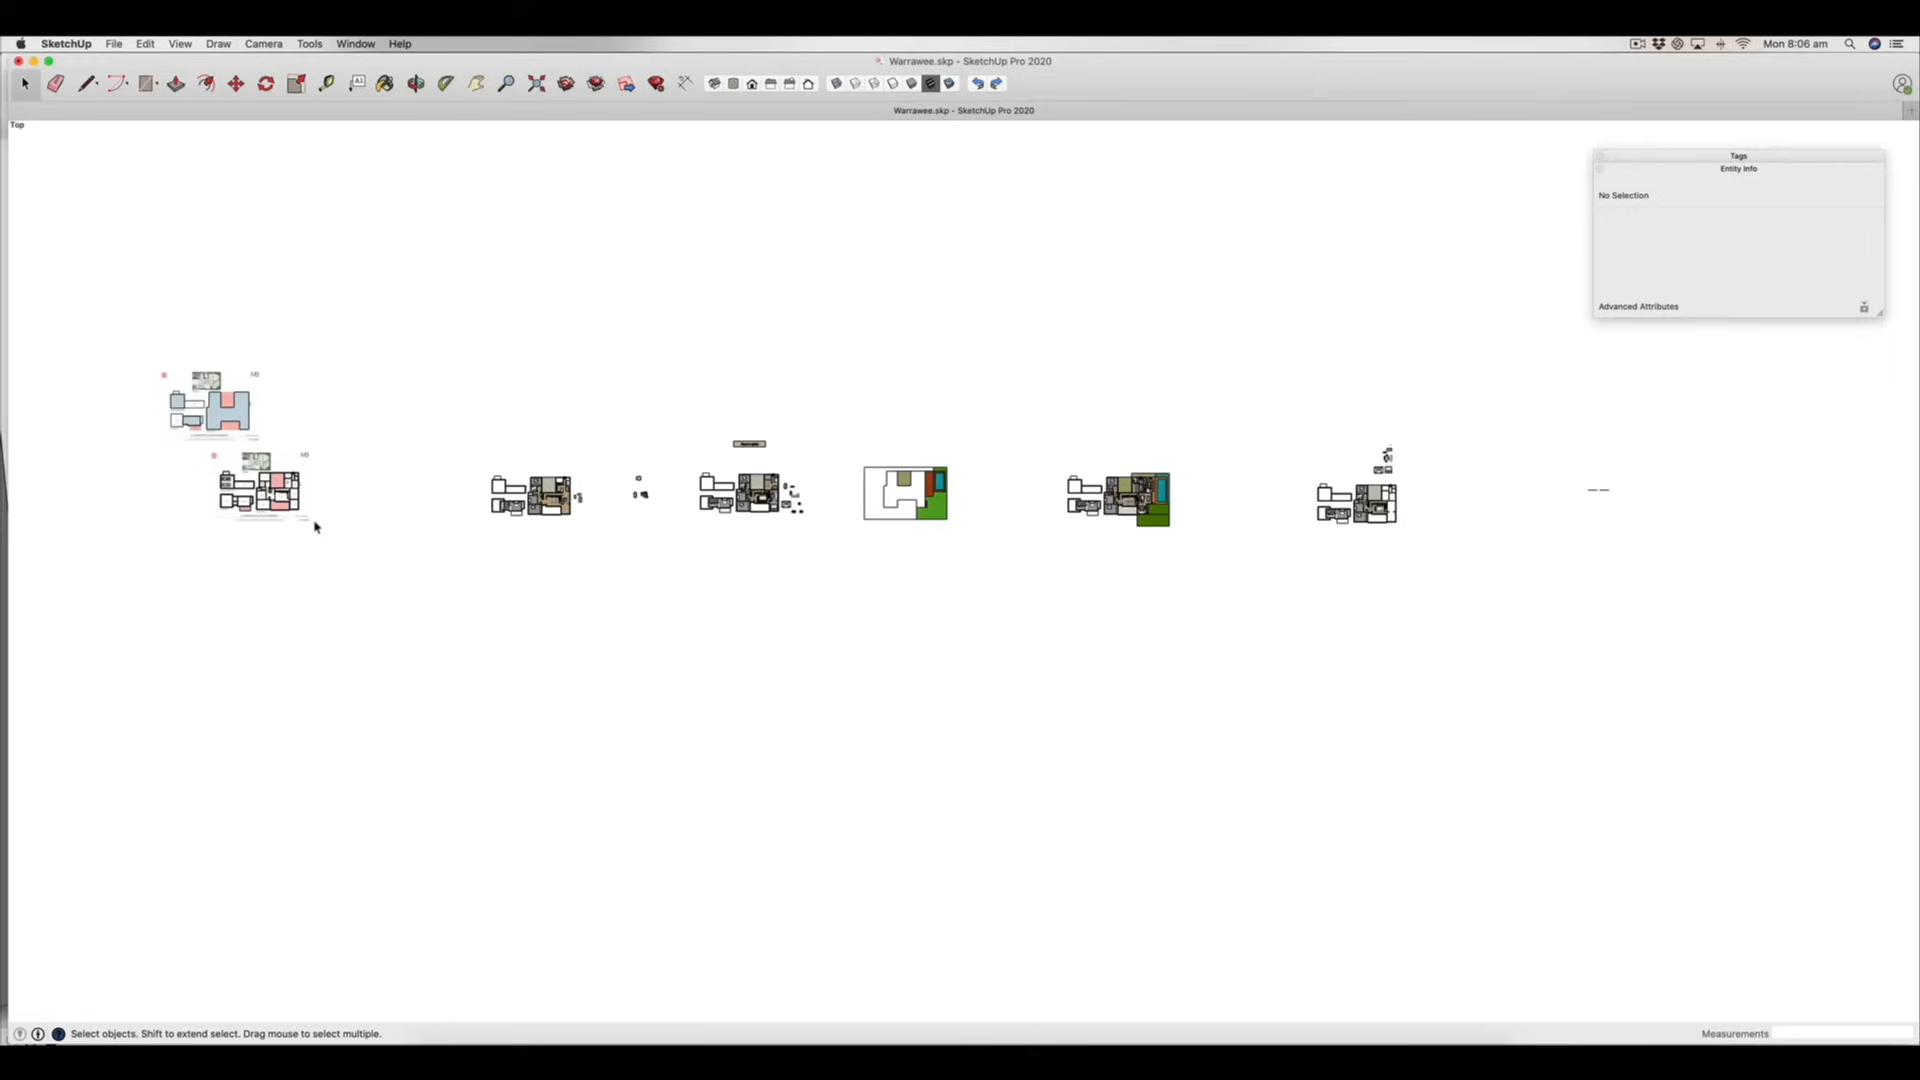 SketchUp File Edit View Draw Camera Tools Window Help Mon 8:06 am
Warrawee.skp - SketchUp Pro 2020
Warrawee.skp - SketchUp Pro 2020
Top
Tags
Entity Info
No Selection
Advanced Attributes
MB
MB
Select objects. Shift to extend select. Drag mouse to select multiple.
Measurements